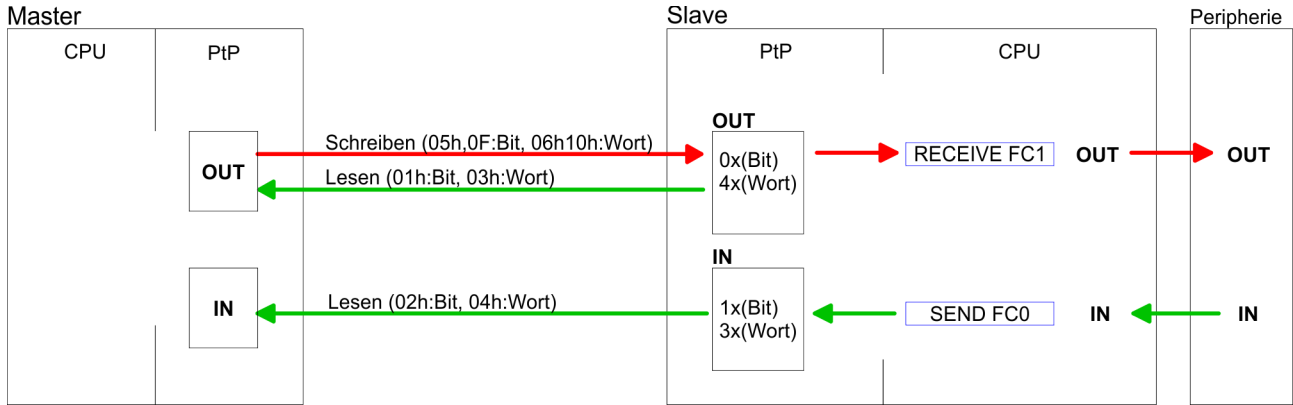 Master
Slave
Peripherie
CPU
PtP
PtP
CPU
OUT
Schreiben (05h,0F:Bit, 06h10h:Wort)
Lesen (01h:Bit, 03h:Wort)
OUT
0x(Bit)
4x(Wort)
RECEIVE FC1
OUT
OUT
IN
Lesen (02h:Bit, 04h:Wort)
IN
1x(Bit)
3x(Wort)
SEND FC0
IN
IN